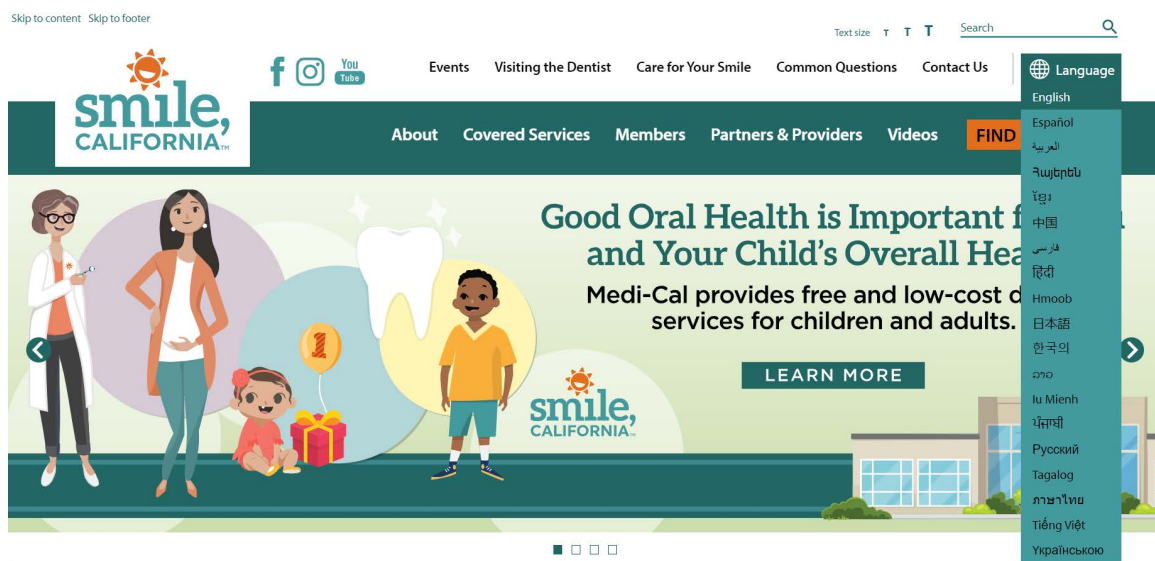 Skip to content Skip to footer
Text size T T T
Search
smile,
CALIFORNIA™
You
Tube
Events Visiting the Dentist Care for Your Smile Common Questions Contact Us
Language
English
Español
العربية
Հայերեն
ខ្មែរ
中国
فارسی
हिंदी
Hmoob
日本語
한국의
ລາວ
Iu Mienh
ਪੰਜਾਬੀ
Русский
Tagalog
ภาษาไทย
Tiếng Việt
Українською
About Covered Services Members Partners & Providers Videos FIND
Good Oral Health is Important
and Your Child's Overall
Medi-Cal provides free and low-cost
services for children and adults.
LEARN MORE
1
smile,
CALIFORNIA™